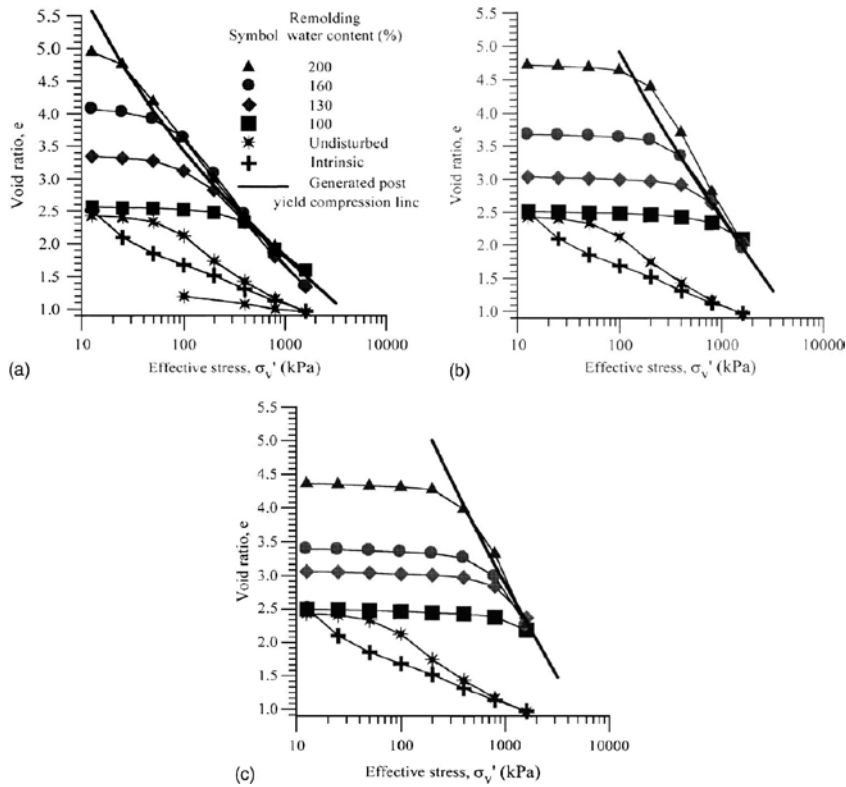 Remolding
Symbol water content (%)
200
160
130
100
Undisturbed
Intrinsic
Generated post
yield compression line
5.5
5.0
4.5
4.0
3.5
3.0
2.5
2.0
1.5
1.0
Void ratio, e
10 100 1000 10000
(a) Effective stress, σv' (kPa)
5.5
5.0
4.5
4.0
3.5
3.0
2.5
2.0
1.5
1.0
Void ratio, e
10 100 1000 10000
(b) Effective stress, σv' (kPa)
5.5
5.0
4.5
4.0
3.5
3.0
2.5
2.0
1.5
1.0
Void ratio, e
10 100 1000 10000
(c) Effective stress, σv' (kPa)